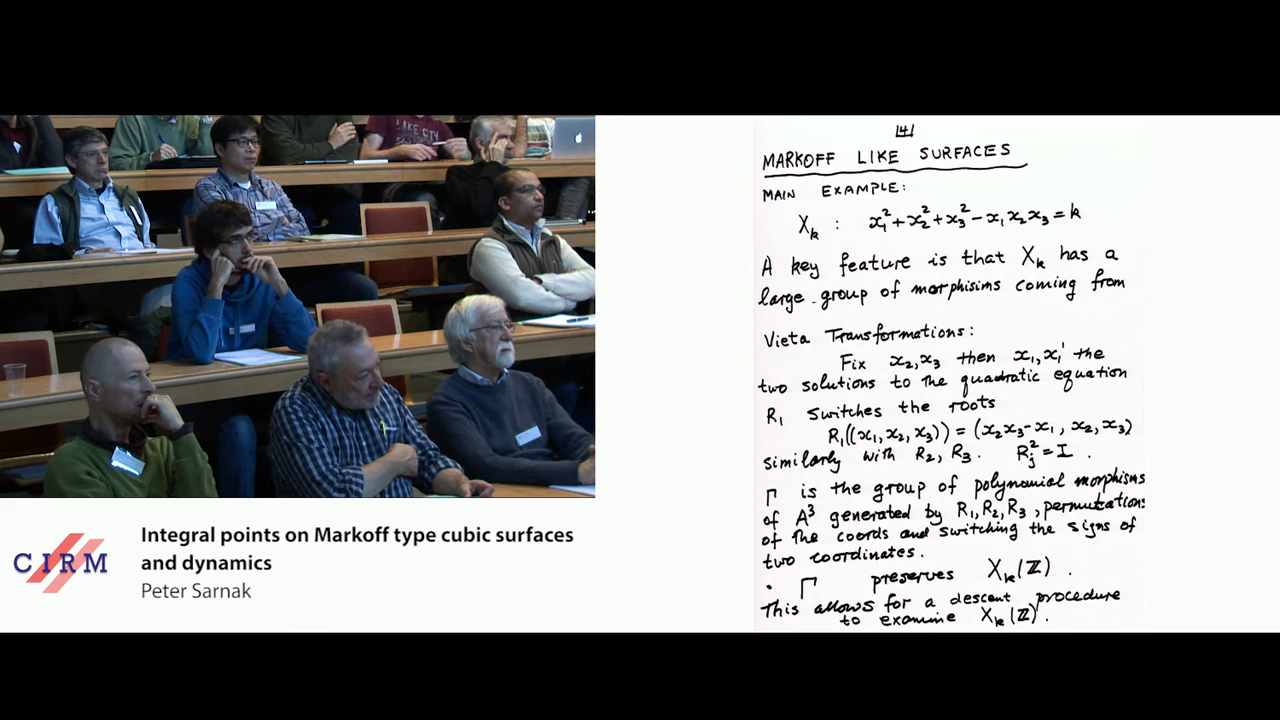 LAKE CTY
CIRM
Integral points on Markoff type cubic surfaces
and dynamics
Peter Sarnak
14
MARKOFF LIKE SURFACES
MAIN EXAMPLE:
X_k : x_1^2+x_2^2+x_3^2-x_1x_2x_3=k
A key feature is that X_k has a
large group of morphisims coming from
Vieta Transformations:
Fix x_2,x_3 then x_1,x_1' the
two solutions to the quadratic equation
R_1 switches the roots
R_1((x_1,x_2,x_3)) = (x_2x_3-x_1, x_2, x_3)
similarly with R_2, R_3. R_j^2=I.
Γ is the group of polynomial morphisms
of A^3 generated by R_1,R_2,R_3, permutations
of the coords and switching the signs of
two coordinates.
• Γ preserves X_k(ℤ).
This allows for a descent procedure
to examine X_k(ℤ).